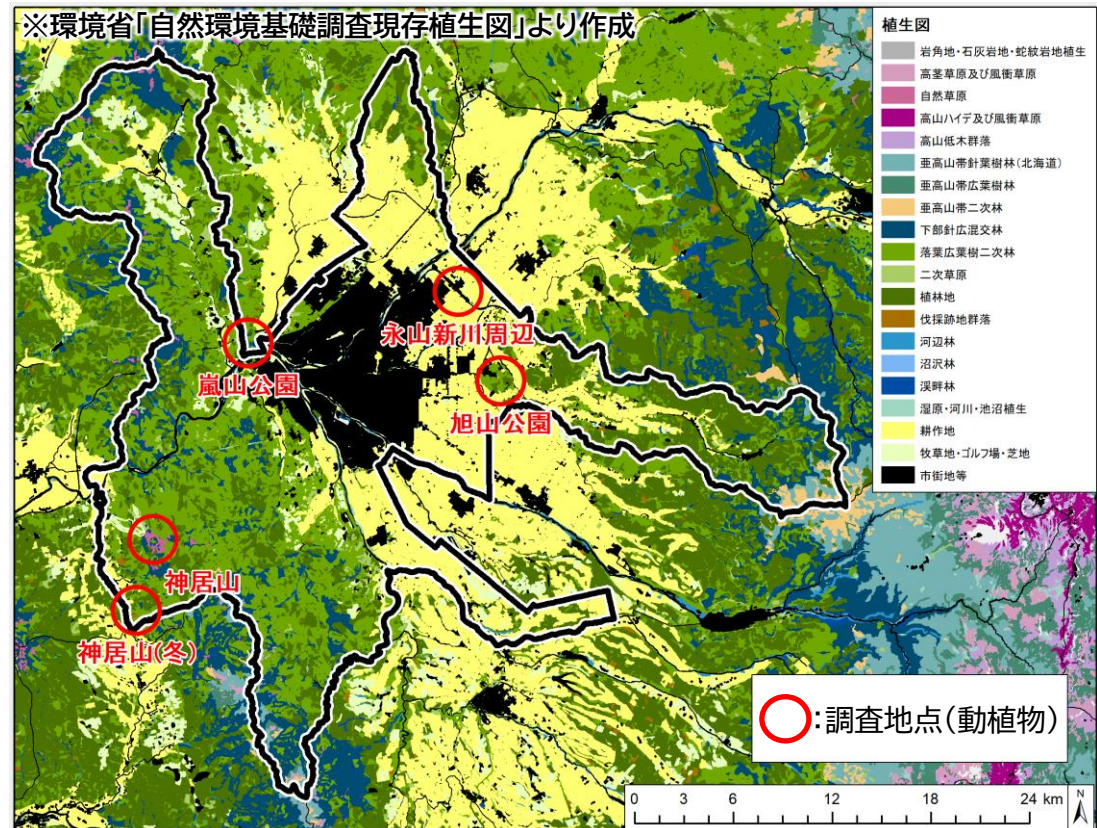 ※環境省「自然環境基礎調査現存植生図」より作成
植生図
岩角地・石灰岩地・蛇紋岩地植生
高茎草原及び風衝草原
自然草原
高山ハイデ及び風衝草原
高山低木群落
亜高山帯針葉樹林(北海道)
亜高山帯広葉樹林
亜高山帯二次林
下部針広混交林
落葉広葉樹二次林
二次草原
植林地
伐採跡地群落
河辺林
沼沢林
渓畔林
湿原・河川・池沼植生
耕作地
牧草地・ゴルフ場・芝地
市街地等
永山新川周辺
嵐山公園
旭山公園
神居山
神居山(冬)
:調査地点(動植物)
0 3 6 12 18 24 km
N